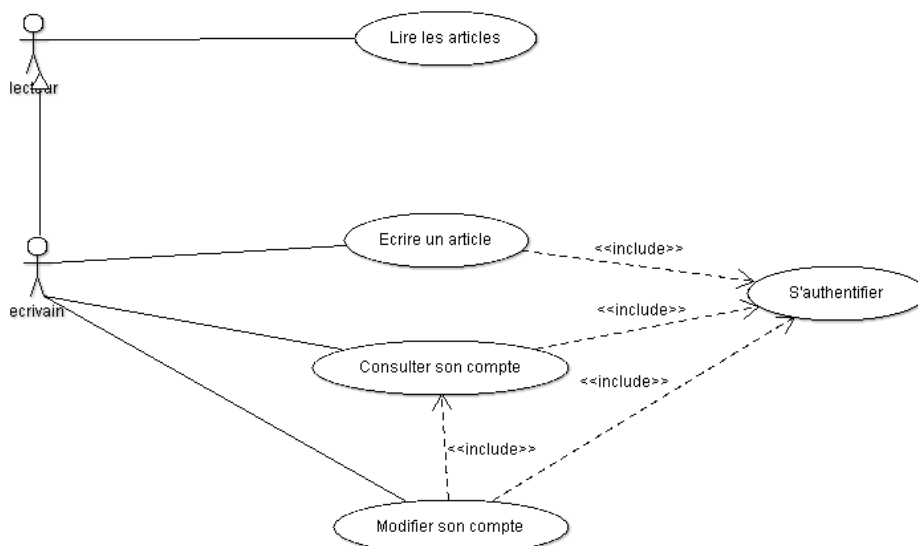 Lire les articles
lecteur
Ecrire un article
<<include>>
S'authentifier
ecrivain
<<include>>
Consulter son compte
<<include>>
<<include>>
Modifier son compte